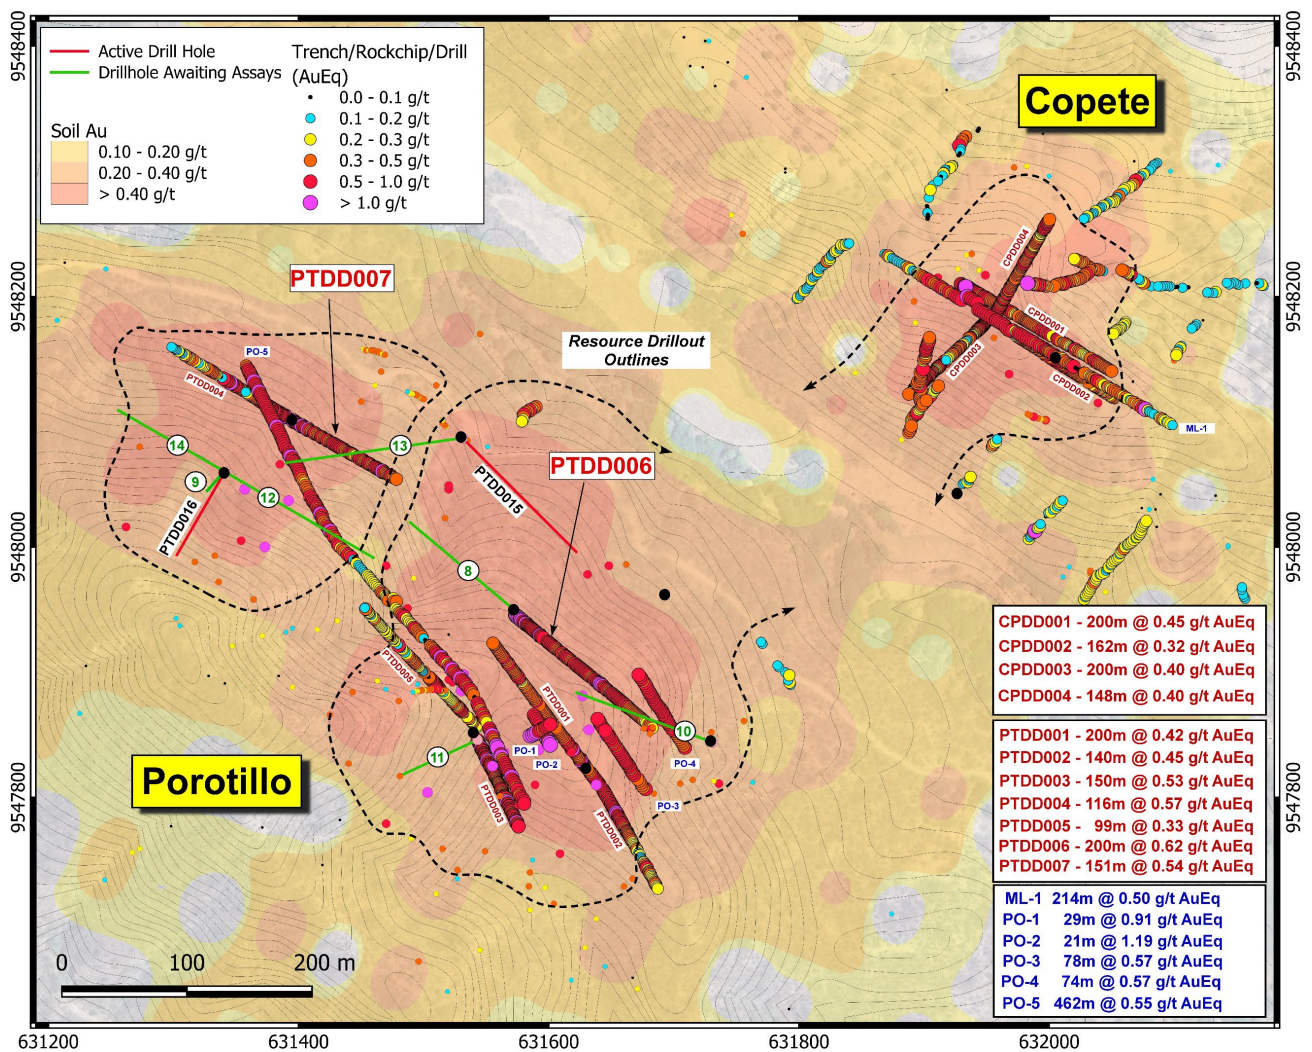 9548400
9548200
9548000
9547800
9548400
9548200
9548000
9547800
631200
631400
631600
631800
632000
Active Drill Hole
Drillhole Awaiting Assays
Soil Au
0.10 - 0.20 g/t
0.20 - 0.40 g/t
> 0.40 g/t
Trench/Rockchip/Drill
(AuEq)
0.0 - 0.1 g/t
0.1 - 0.2 g/t
0.2 - 0.3 g/t
0.3 - 0.5 g/t
0.5 - 1.0 g/t
> 1.0 g/t
Copete
CPDD004
CPDD001
CPDD003
CPDD002
ML-1
PTDD007
Resource Drillout
Outlines
PO-5
PTDD004
14
13
9
12
PTDD016
PTDD015
PTDD006
8
PTDD005
PTDD001
PO-1
PO-2
10
PO-4
11
PO-3
PTDD003
PTDD002
Porotillo
0 100 200 m
CPDD001 - 200m @ 0.45 g/t AuEq
CPDD002 - 162m @ 0.32 g/t AuEq
CPDD003 - 200m @ 0.40 g/t AuEq
CPDD004 - 148m @ 0.40 g/t AuEq
PTDD001 - 200m @ 0.42 g/t AuEq
PTDD002 - 140m @ 0.45 g/t AuEq
PTDD003 - 150m @ 0.53 g/t AuEq
PTDD004 - 116m @ 0.57 g/t AuEq
PTDD005 - 99m @ 0.33 g/t AuEq
PTDD006 - 200m @ 0.62 g/t AuEq
PTDD007 - 151m @ 0.54 g/t AuEq
ML-1 214m @ 0.50 g/t AuEq
PO-1 29m @ 0.91 g/t AuEq
PO-2 21m @ 1.19 g/t AuEq
PO-3 78m @ 0.57 g/t AuEq
PO-4 74m @ 0.57 g/t AuEq
PO-5 462m @ 0.55 g/t AuEq